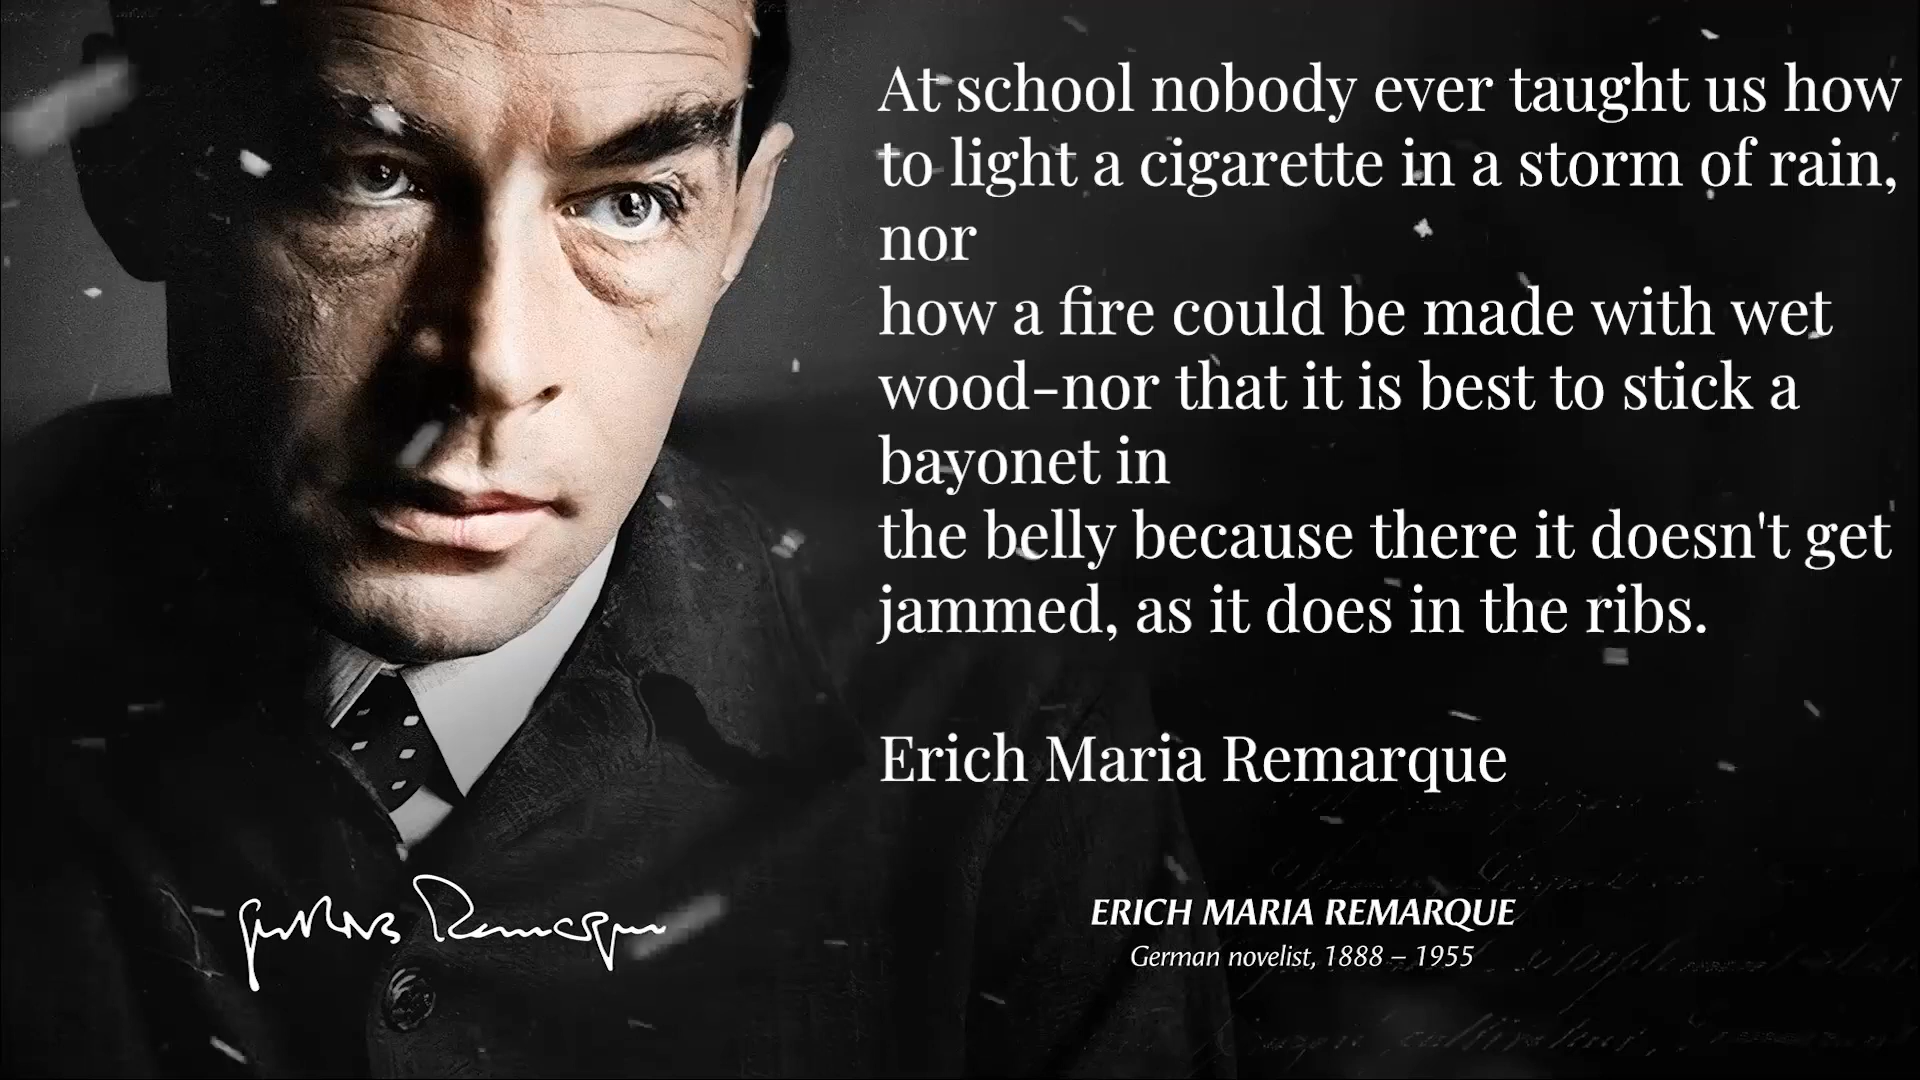 At school nobody ever taught us how
to light a cigarette in a storm of rain,
nor
how a fire could be made with wet
wood-nor that it is best to stick a
bayonet in
the belly because there it doesn't get
jammed, as it does in the ribs.
Erich Maria Remarque
ERICH MARIA REMARQUE
German novelist, 1888 – 1955